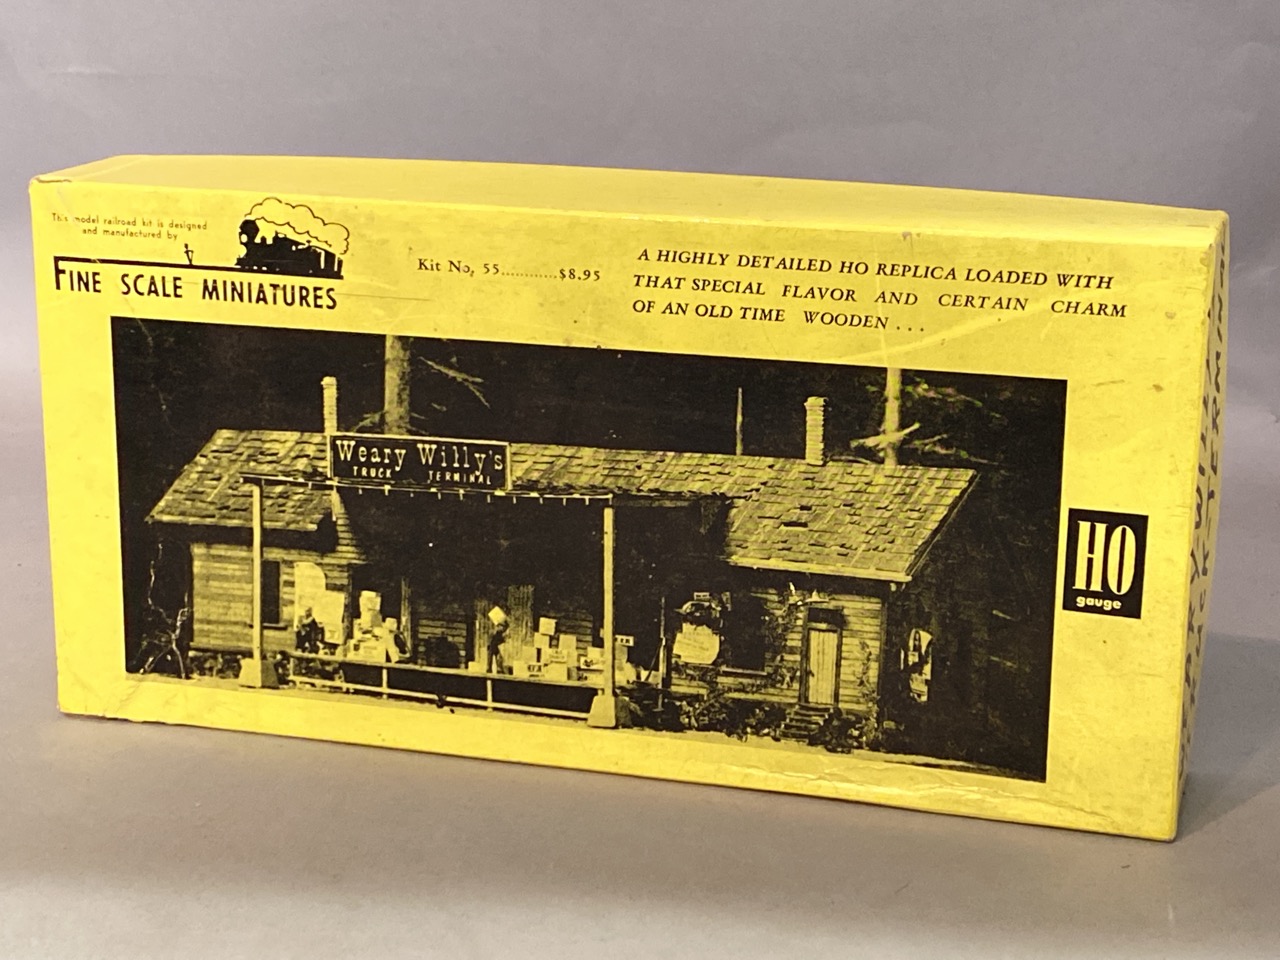 This model railroad kit is designed
and manufactured by
FINE SCALE MINIATURES
Kit No. 55............$8.95
A HIGHLY DETAILED HO REPLICA LOADED WITH
THAT SPECIAL FLAVOR AND CERTAIN CHARM
OF AN OLD TIME WOODEN . . .
Weary Willy's
TRUCK TERMINAL
HO
gauge